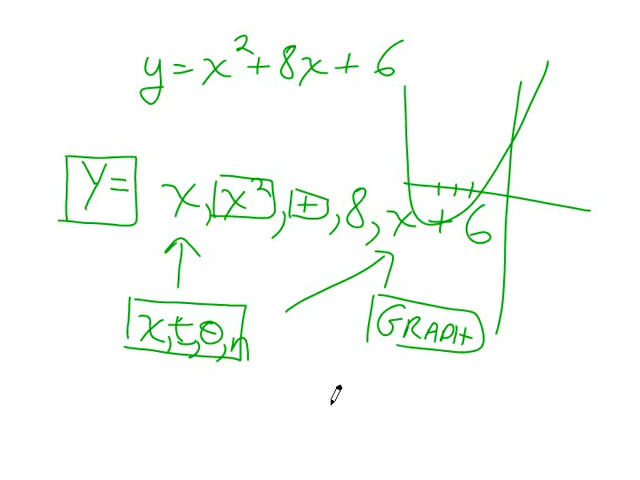 y = x² + 8x + 6
Y= x, x², +, 8, x + 6
x,t,θ,n GRAPH